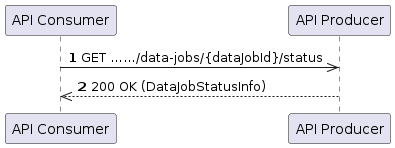 API Consumer API Producer
1 GET ....../data-jobs/{dataJobId}/status
2 200 OK (DataJobStatusInfo)
API Consumer API Producer